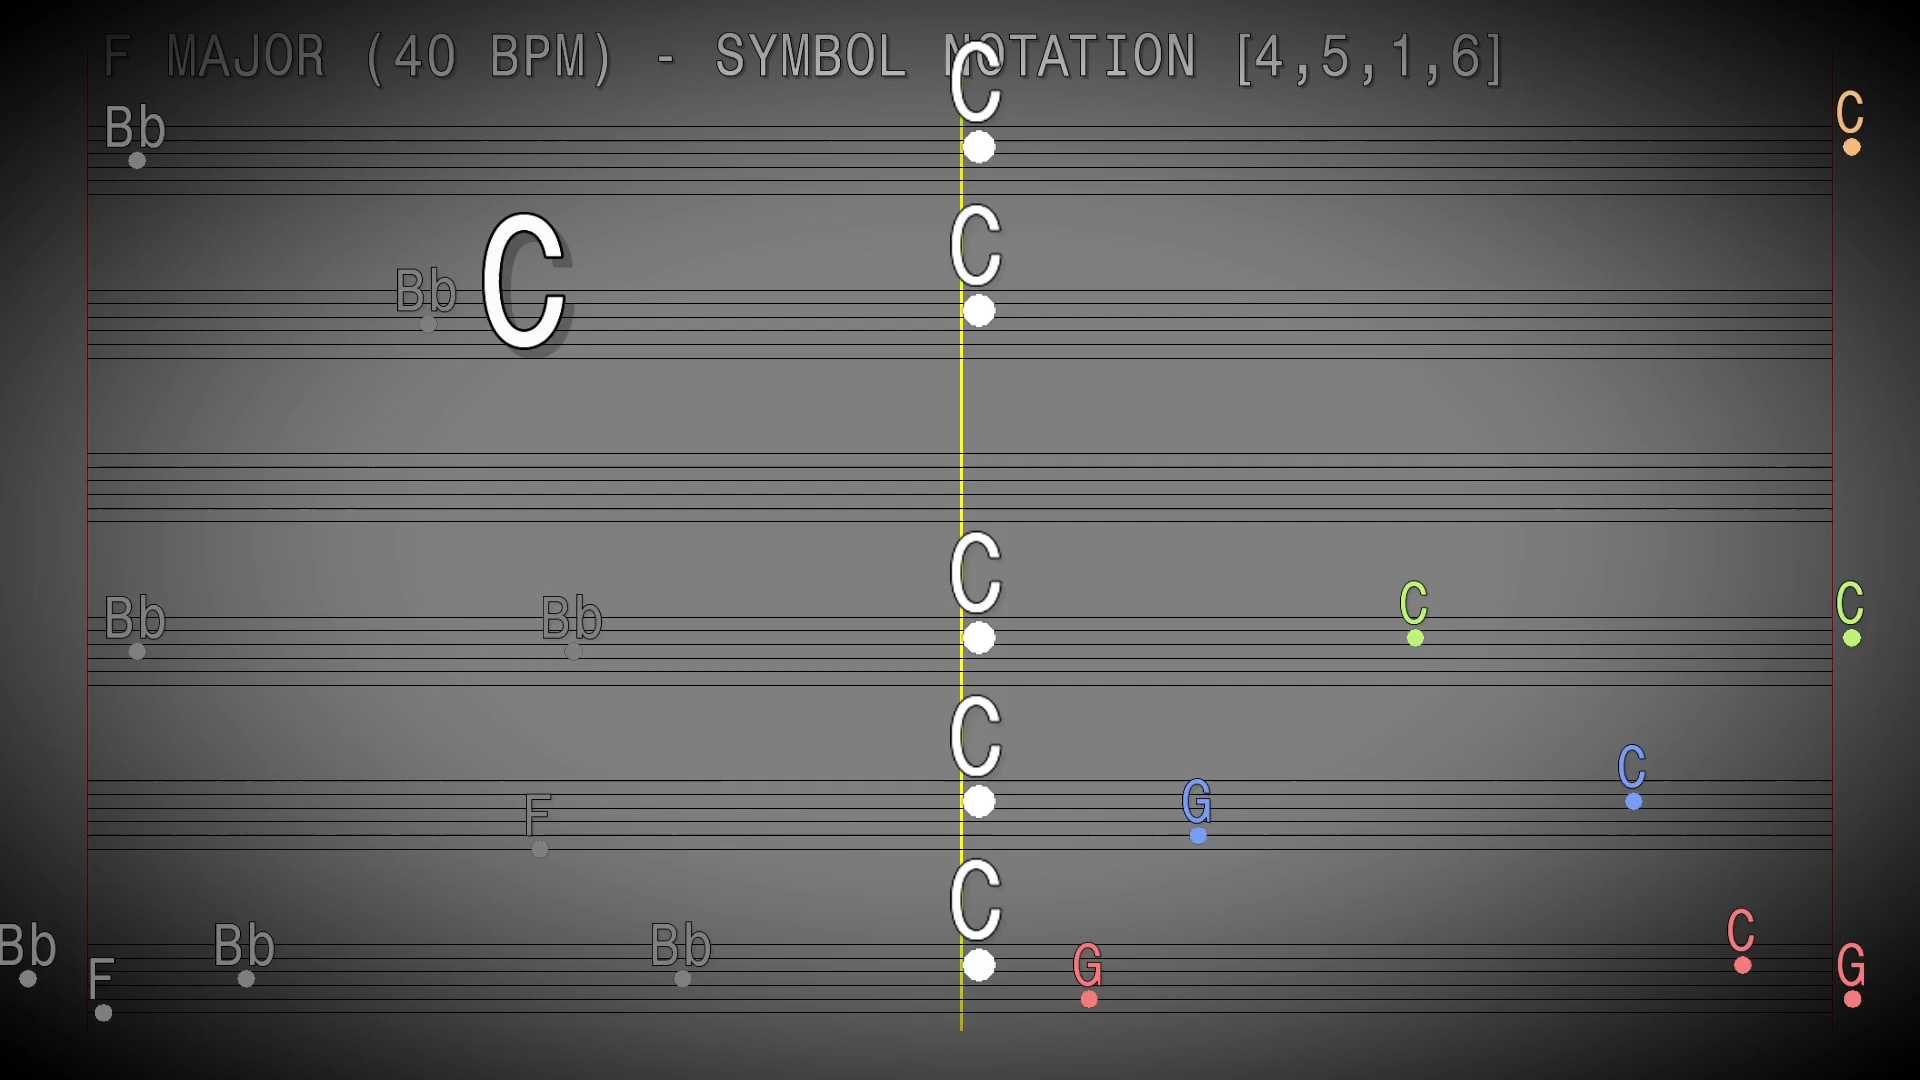 F MAJOR (40 BPM) - SYMBOL NOTATION [4,5,1,6]
Bb C C
Bb C C
Bb Bb C C C
F C G C
Bb F Bb Bb C G C G